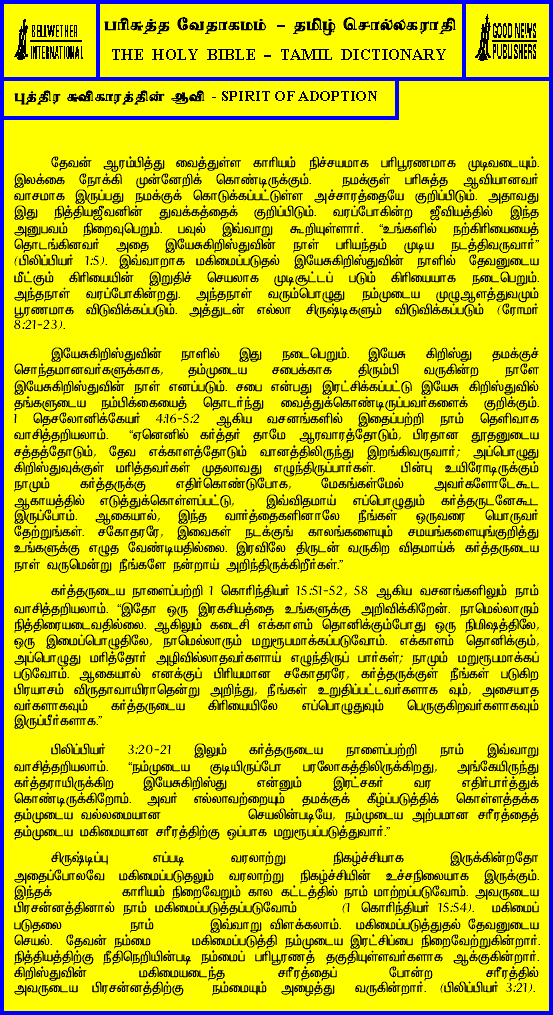 BELLWETHER
INTERNATIONAL
பரிசுத்த வேதாகமம் – தமிழ் சொல்லகராதி
THE HOLY BIBLE – TAMIL DICTIONARY
GOOD NEWS
PUBLISHERS
புத்திர சுவிகாரத்தின் ஆவி - SPIRIT OF ADOPTION
தேவன் ஆரம்பித்து வைத்துள்ள காரியம் நிச்சயமாக பரிபூரணமாக முடிவடையும்.
இலக்கை நோக்கி முன்னேறிக் கொண்டிருக்கும். நமக்குள் பரிசுத்த ஆவியானவர்
வாசமாக இருப்பது நமக்குக் கொடுக்கப்பட்டுள்ள அச்சாரத்தையே குறிப்பிடும். அதாவது
இது நித்தியஜீவனின் துவக்கத்தைக் குறிப்பிடும். வரப்போகின்ற ஜீவியத்தில் இந்த
அனுபவம் நிறைவுபெறும். பவுல் இவ்வாறு கூறியுள்ளார். “உங்களில் நற்கிரியையைத்
தொடங்கினவர் அதை இயேசுகிறிஸ்துவின் நாள் பரியந்தம் முடிய நடத்திவருவார்”
(பிலிப்பியர் 1:5). இவ்வாறாக மகிமைப்படுதல் இயேசுகிறிஸ்துவின் நாளில் தேவனுடைய
மீட்கும் கிரியையின் இறுதிச் செயலாக முடிசூட்டப் படும் கிரியையாக நடைபெறும்.
அந்தநாள் வரப்போகின்றது. அந்தநாள் வரும்பொழுது நம்முடைய முழுஆளத்துவமும்
பூரணமாக விடுவிக்கப்படும். அத்துடன் எல்லா சிருஷ்டிகளும் விடுவிக்கப்படும் (ரோமர்
8:21-23).
இயேசுகிறிஸ்துவின் நாளில் இது நடைபெறும். இயேசு கிறிஸ்து தமக்குச்
சொந்தமானவர்களுக்காக, தம்முடைய சபைக்காக திரும்பி வருகின்ற நாளே
இயேசுகிறிஸ்துவின் நாள் எனப்படும். சபை என்பது இரட்சிக்கப்பட்டு இயேசு கிறிஸ்துவில்
தங்களுடைய நம்பிக்கையைத் தொடர்ந்து வைத்துக்கொண்டிருப்பவர்களைக் குறிக்கும்.
1 தெசலோனிக்கேயர் 4:16-5:2 ஆகிய வசனங்களில் இதைப்பற்றி நாம் தெளிவாக
வாசித்தறியலாம். “ஏனெனில் கர்த்தர் தாமே ஆரவாரத்தோடும், பிரதான தூதனுடைய
சத்தத்தோடும், தேவ எக்காளத்தோடும் வானத்திலிருந்து இறங்கிவருவார்; அப்பொழுது
கிறிஸ்துவுக்குள் மரித்தவர்கள் முதலாவது எழுந்திருப்பார்கள். பின்பு உயிரோடிருக்கும்
நாமும் கர்த்தருக்கு எதிர்கொண்டுபோக, மேகங்கள்மேல் அவர்களோடேகூட
ஆகாயத்தில் எடுத்துக்கொள்ளப்பட்டு, இவ்விதமாய் எப்பொழுதும் கர்த்தருடனேகூட
இருப்போம். ஆகையால், இந்த வார்த்தைகளினாலே நீங்கள் ஒருவரை யொருவர்
தேற்றுங்கள். சகோதரரே, இவைகள் நடக்குங் காலங்களையும் சமயங்களையுங்குறித்து
உங்களுக்கு எழுத வேண்டியதில்லை. இரவிலே திருடன் வருகிற விதமாய்க் கர்த்தருடைய
நாள் வருமென்று நீங்களே நன்றாய் அறிந்திருக்கிறீர்கள்.”
கர்த்தருடைய நாளைப்பற்றி 1 கொரிந்தியர் 15:51-52, 58 ஆகிய வசனங்களிலும் நாம்
வாசித்தறியலாம். “இதோ ஒரு இரகசியத்தை உங்களுக்கு அறிவிக்கிறேன். நாமெல்லாரும்
நித்திரையடைவதில்லை. ஆகிலும் கடைசி எக்காளம் தொனிக்கும்போது ஒரு நிமிஷத்திலே,
ஒரு இமைப்பொழுதிலே, நாமெல்லாரும் மறுரூபமாக்கப்படுவோம். எக்காளம் தொனிக்கும்,
அப்பொழுது மரித்தோர் அழிவில்லாதவர்களாய் எழுந்திருப் பார்கள்; நாமும் மறுரூபமாக்கப்
படுவோம். ஆகையால் எனக்குப் பிரியமான சகோதரரே, கர்த்தருக்குள் நீங்கள் படுகிற
பிரயாசம் விருதாவாயிராதென்று அறிந்து, நீங்கள் உறுதிப்பட்டவர்களாக வும், அசையாத
வர்களாகவும் கர்த்தருடைய கிரியையிலே எப்பொழுதுவும் பெருகுகிறவர்களாகவும்
இருப்பீர்களாக.”
பிலிப்பியர் 3:20-21 இலும் கர்த்தருடைய நாளைப்பற்றி நாம் இவ்வாறு
வாசித்தறியலாம். “நம்முடைய குடியிருப்போ பரலோகத்திலிருக்கிறது, அங்கேயிருந்து
கர்த்தராயிருக்கிற இயேசுகிறிஸ்து என்னும் இரட்சகர் வர எதிர்பார்த்துக்
கொண்டிருக்கிறோம். அவர் எல்லாவற்றையும் தமக்குக் கீழ்ப்படுத்திக் கொள்ளத்தக்க
தம்முடைய வல்லமையான செயலின்படியே, நம்முடைய அற்பமான சரீரத்தைத்
தம்முடைய மகிமையான சரீரத்திற்கு ஒப்பாக மறுரூபப்படுத்துவார்.”
சிருஷ்டிப்பு எப்படி வரலாற்று நிகழ்ச்சியாக இருக்கின்றதோ
அதைப்போலவே மகிமைப்படுதலும் வரலாற்று நிகழ்ச்சியின் உச்சநிலையாக இருக்கும்.
இந்தக் காரியம் நிறைவேறும் கால கட்டத்தில் நாம் மாற்றப்படுவோம். அவருடைய
பிரசன்னத்தினால் நாம் மகிமைப்படுத்தப்படுவோம் (1 கொரிந்தியர் 15:54). மகிமைப்
படுதலை நாம் இவ்வாறு விளக்கலாம். மகிமைப்படுத்துதல் தேவனுடைய
செயல். தேவன் நம்மை மகிமைப்படுத்தி நம்முடைய இரட்சிப்பை நிறைவேற்றுகின்றார்.
நித்தியத்திற்கு நீதிநெறியின்படி நம்மைப் பரிபூரணத் தகுதியுள்ளவர்களாக ஆக்குகின்றார்.
கிறிஸ்துவின் மகிமையடைந்த சரீரத்தைப் போன்ற சரீரத்தில்
அவருடைய பிரசன்னத்திற்கு நம்மையும் அழைத்து வருகின்றார். (பிலிப்பியர் 3:21).